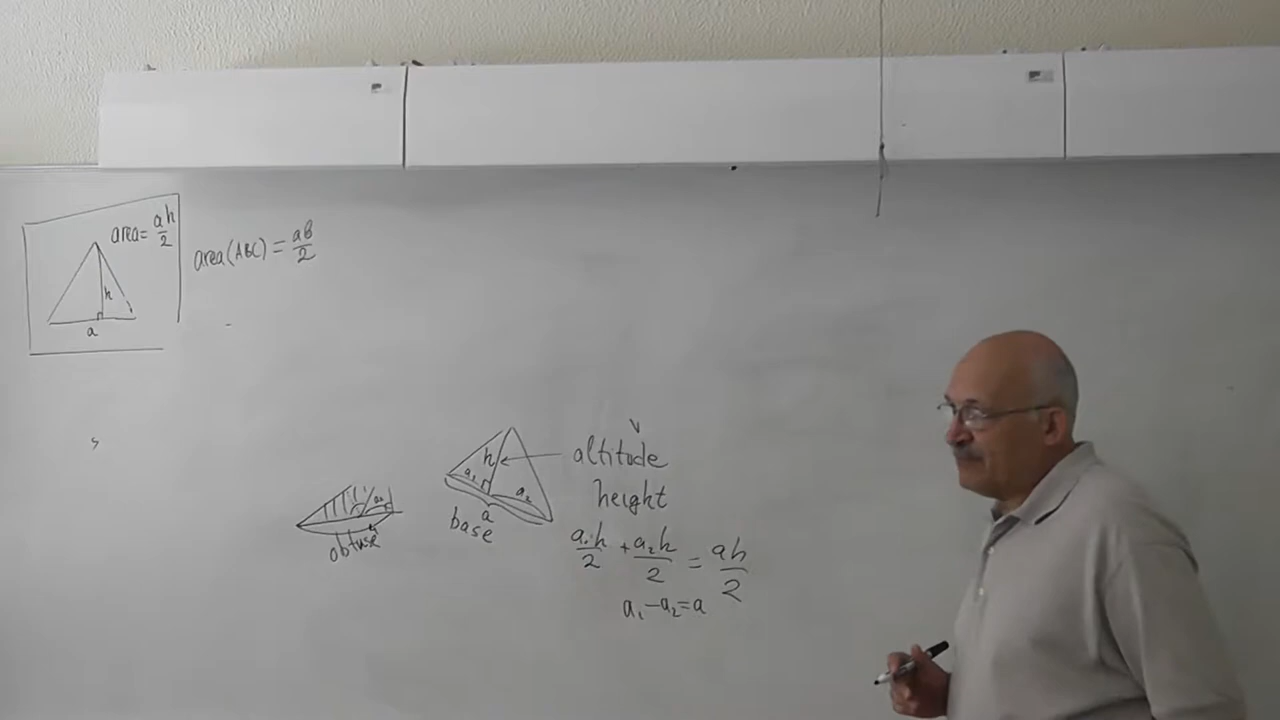 area = ah/2
h
a
area(ABC) = ab/2
h
a₁
a₂
a
base
altitude
height
obtuse
a₁h/2 + a₂h/2 = ah/2
a₁ - a₂ = a